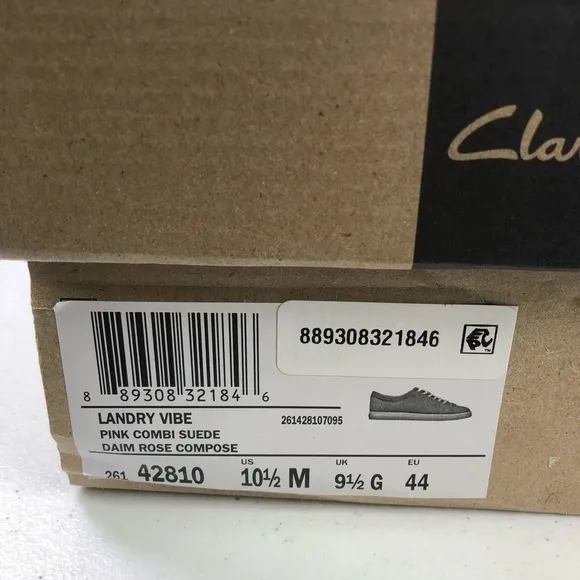 Clar
889308321846
8 89308 32184 6
LANDRY VIBE 261428107095
PINK COMBI SUEDE
DAIM ROSE COMPOSE
US UK EU
261 42810 10½ M 9½ G 44